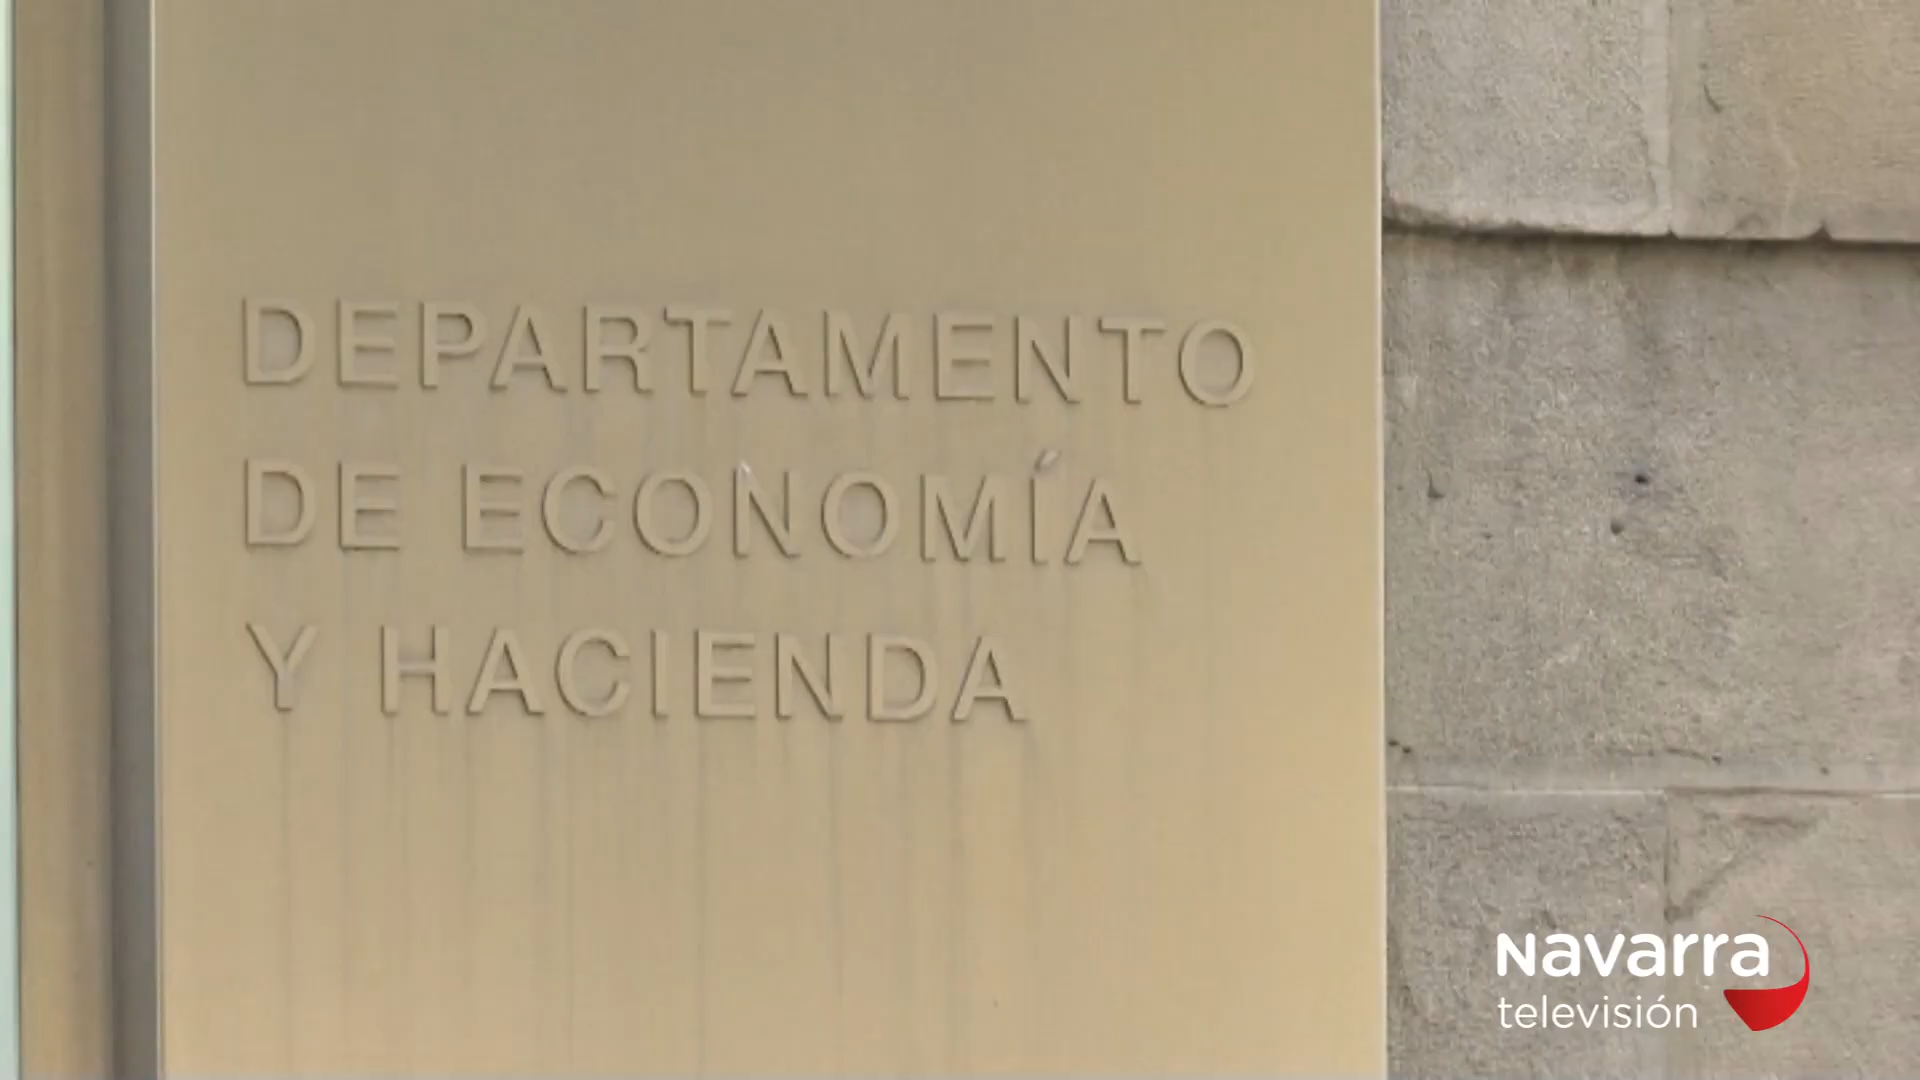 DEPARTAMENTO
DE ECONOMÍA
Y HACIENDA
Navarra
televisión